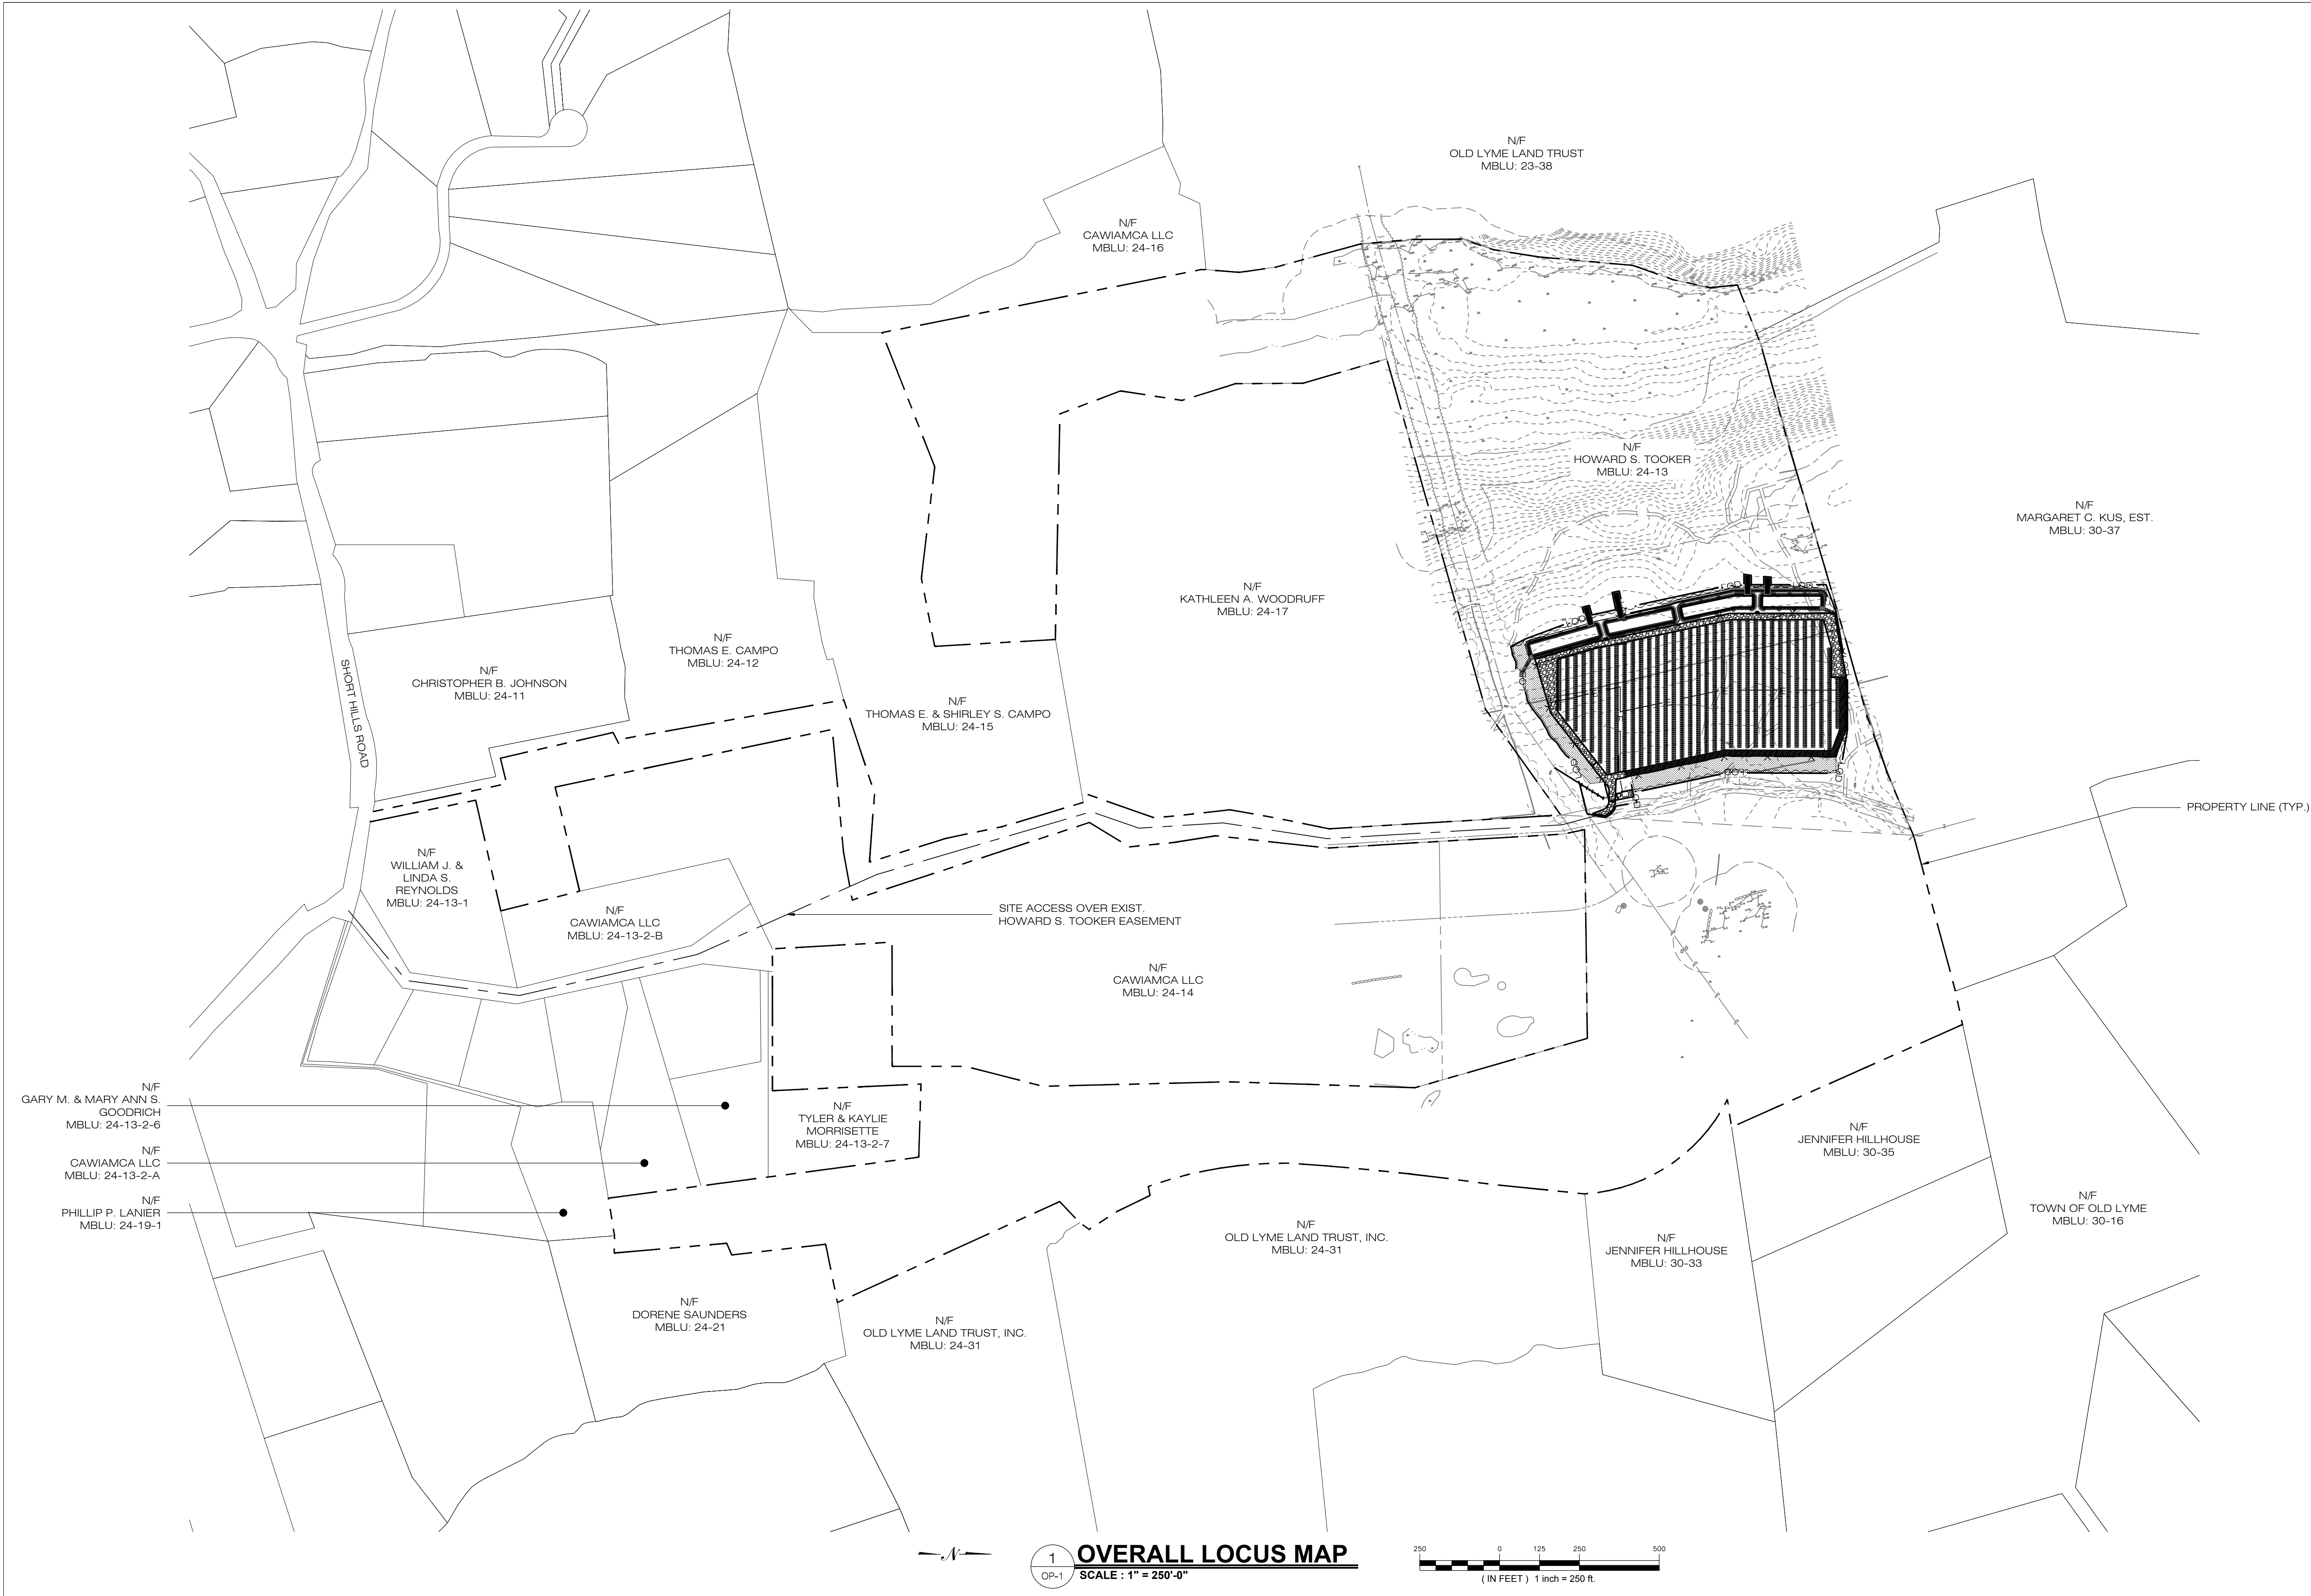 N/F
OLD LYME LAND TRUST
MBLU: 23-38
N/F
CAWIAMCA LLC
MBLU: 24-16
N/F
HOWARD S. TOOKER
MBLU: 24-13
N/F
MARGARET C. KUS, EST.
MBLU: 30-37
N/F
KATHLEEN A. WOODRUFF
MBLU: 24-17
N/F
THOMAS E. CAMPO
MBLU: 24-12
N/F
CHRISTOPHER B. JOHNSON
MBLU: 24-11
SHORT HILLS ROAD
N/F
THOMAS E. & SHIRLEY S. CAMPO
MBLU: 24-15
PROPERTY LINE (TYP.)
N/F
WILLIAM J. &
LINDA S.
REYNOLDS
MBLU: 24-13-1
N/F
CAWIAMCA LLC
MBLU: 24-13-2-B
SITE ACCESS OVER EXIST.
HOWARD S. TOOKER EASEMENT
N/F
CAWIAMCA LLC
MBLU: 24-14
N/F
GARY M. & MARY ANN S.
GOODRICH
MBLU: 24-13-2-6
N/F
TYLER & KAYLIE
MORRISETTE
MBLU: 24-13-2-7
N/F
CAWIAMCA LLC
MBLU: 24-13-2-A
N/F
JENNIFER HILLHOUSE
MBLU: 30-35
N/F
PHILLIP P. LANIER
MBLU: 24-19-1
N/F
TOWN OF OLD LYME
MBLU: 30-16
N/F
OLD LYME LAND TRUST, INC.
MBLU: 24-31
N/F
JENNIFER HILLHOUSE
MBLU: 30-33
N/F
DORENE SAUNDERS
MBLU: 24-21
N/F
OLD LYME LAND TRUST, INC.
MBLU: 24-31
N
1
OP-1
OVERALL LOCUS MAP
SCALE : 1" = 250'-0"
250 0 125 250 500
( IN FEET ) 1 inch = 250 ft.